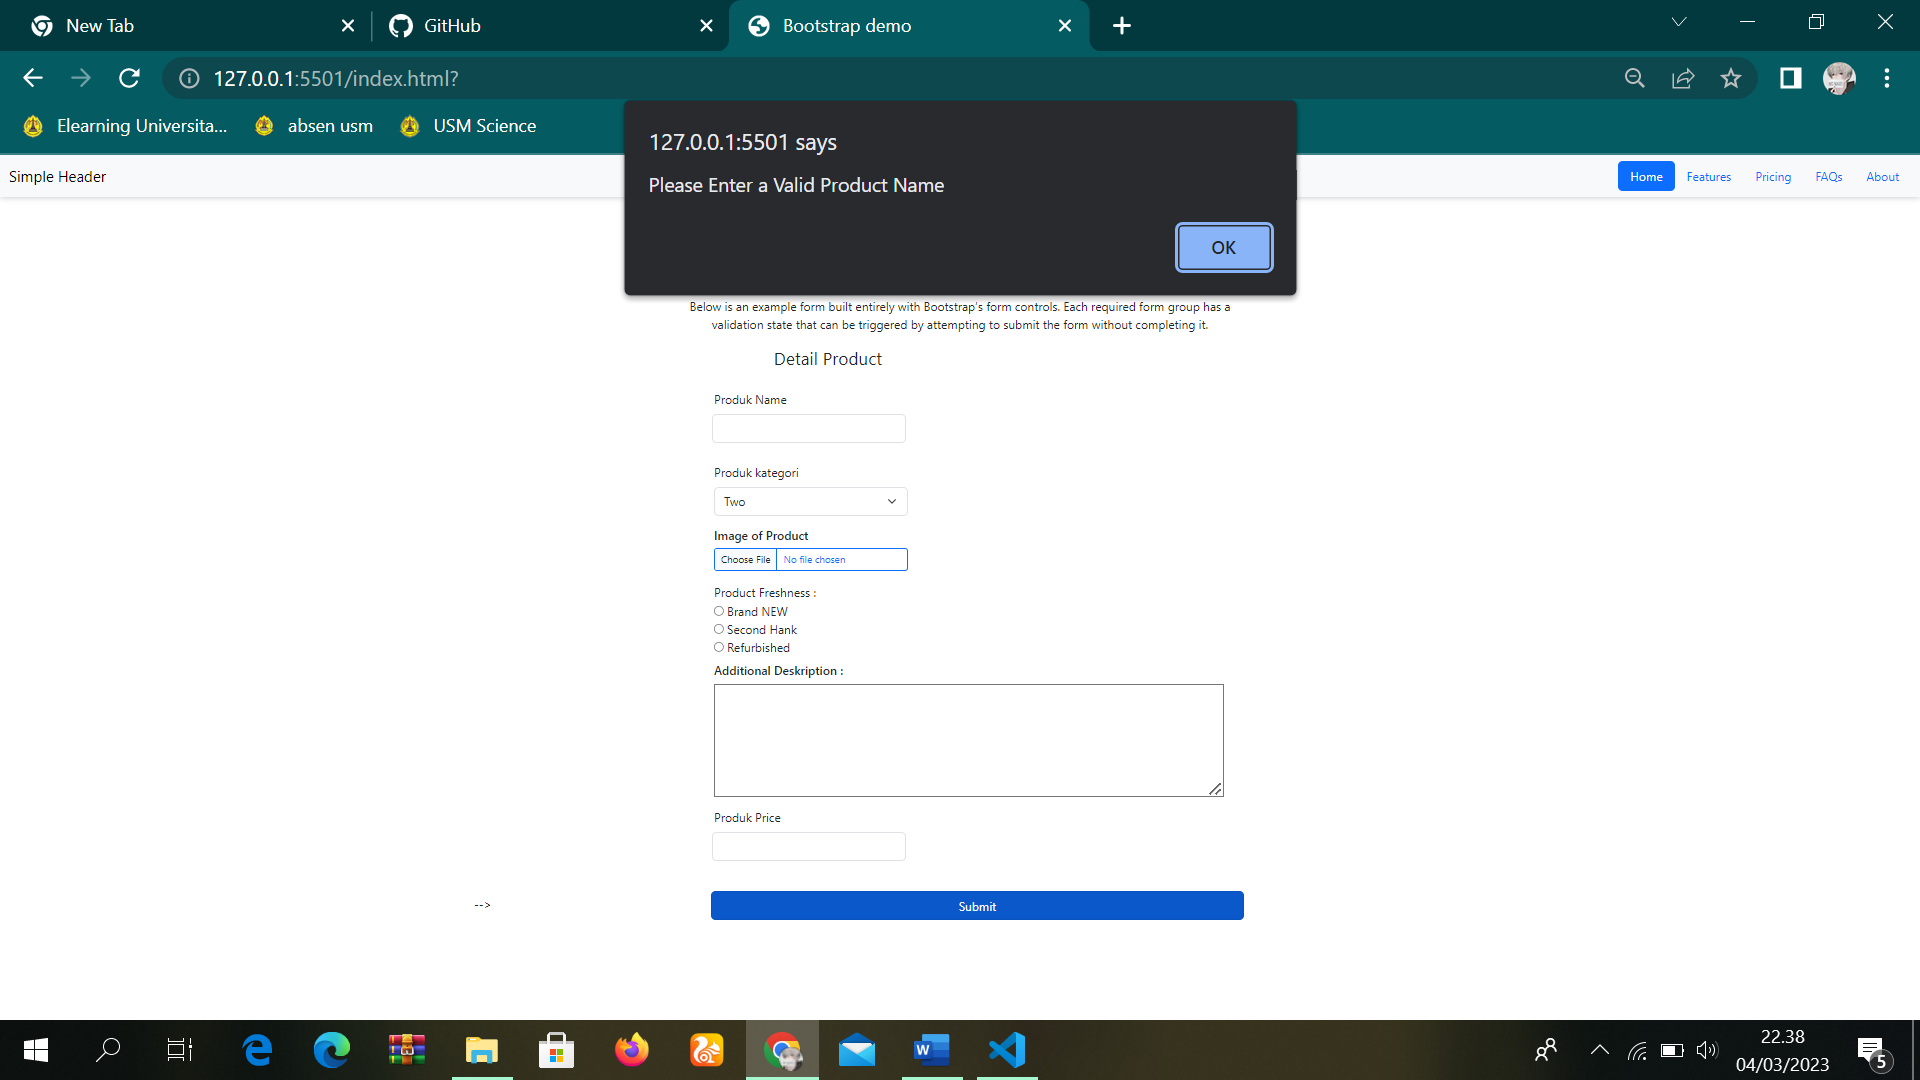 New Tab
GitHub
Bootstrap demo
127.0.0.1:5501/index.html?
Elearning Universita...
absen usm
USM Science
127.0.0.1:5501 says
Please Enter a Valid Product Name
OK
Simple Header
Home
Features
Pricing
FAQs
About
Below is an example form built entirely with Bootstrap's form controls. Each required form group has a
validation state that can be triggered by attempting to submit the form without completing it.
Detail Product
Produk Name
Produk kategori
Two
Image of Product
Choose File
No file chosen
Product Freshness :
Brand NEW
Second Hank
Refurbished
Additional Deskription :
Produk Price
-->
Submit
22.38
04/03/2023
5